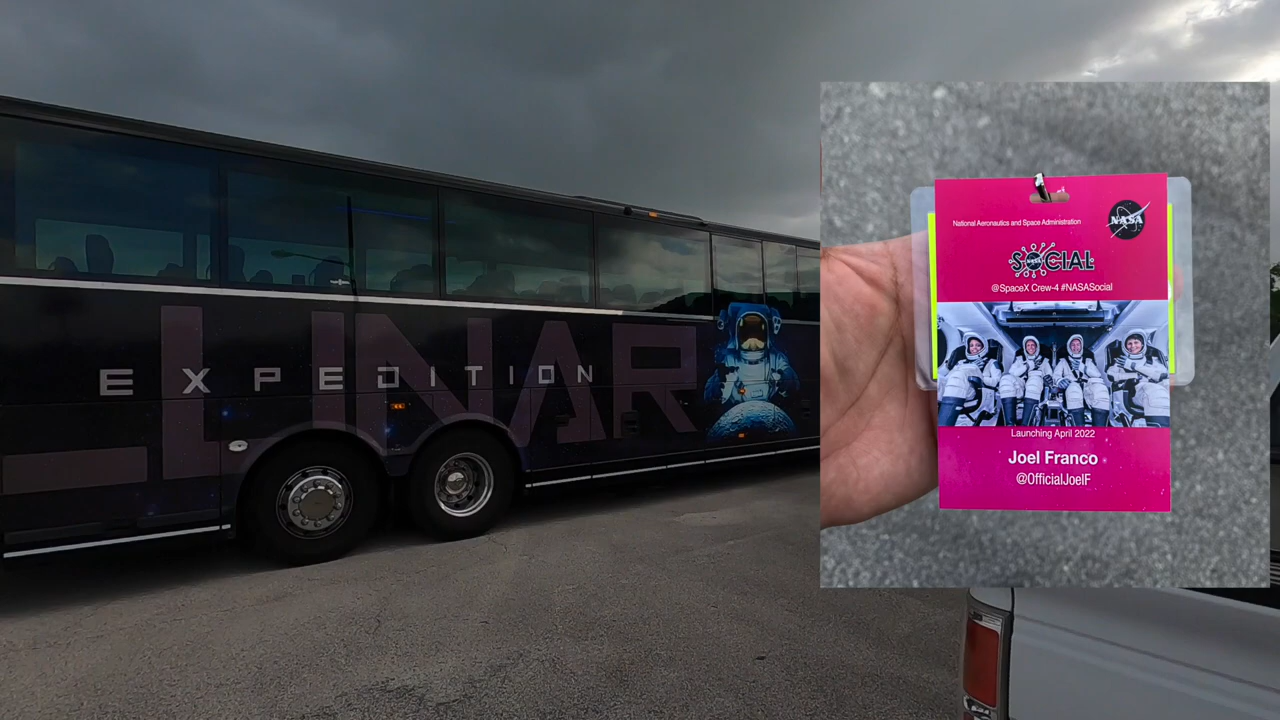 LUNAR
EXPEDITION
National Aeronautics and Space Administration
NASA
SOCIAL
@SpaceX Crew-4 #NASASocial
Launching April 2022
Joel Franco
@OfficialJoelF